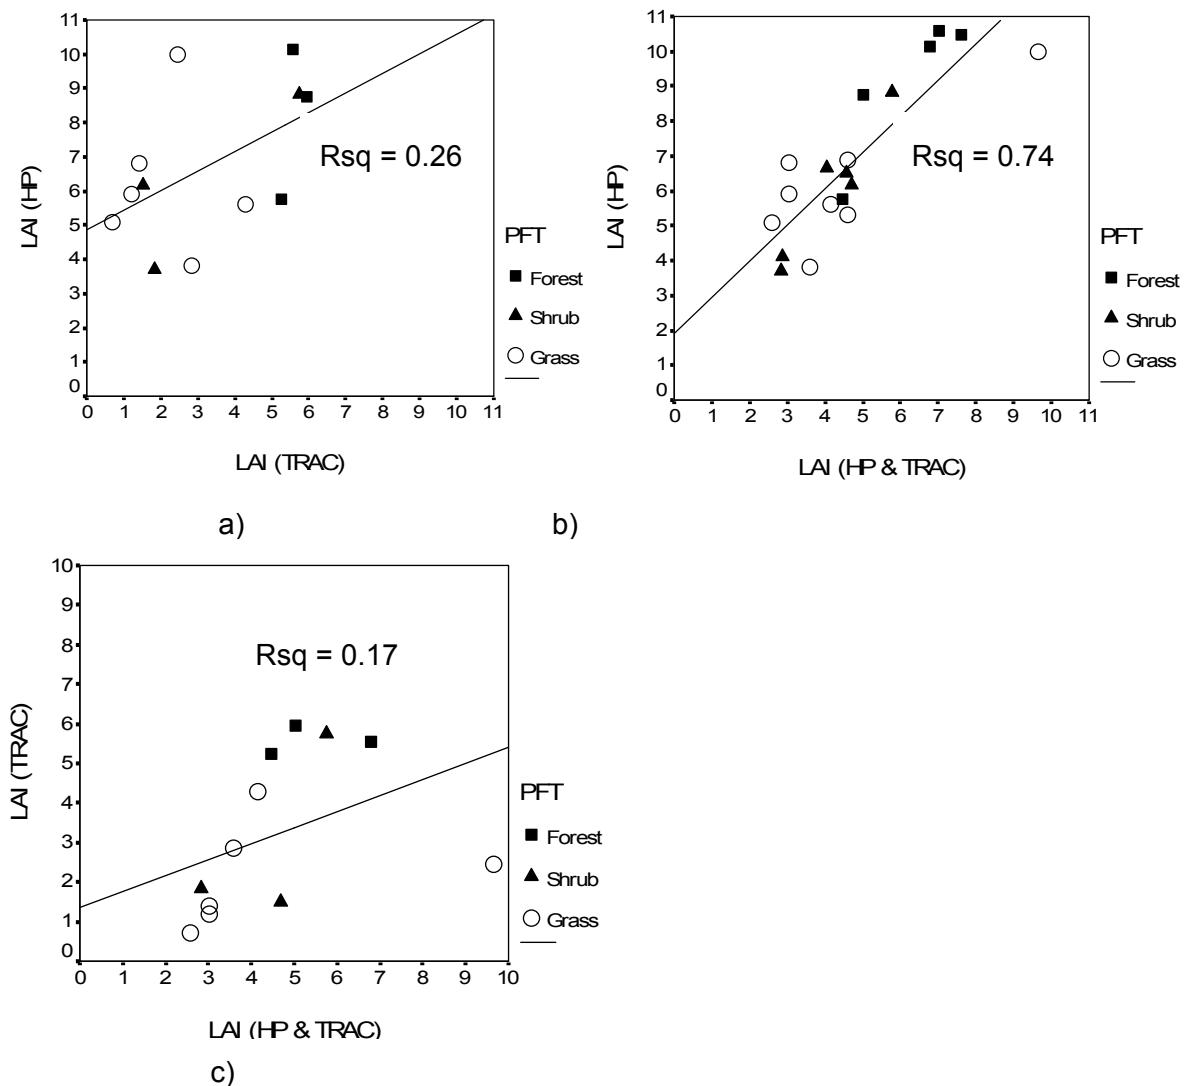 11
10
9
8
7
6
5
4
3
2
1
0
LAI (HP)
0 1 2 3 4 5 6 7 8 9 10 11
LAI (TRAC)
Rsq = 0.26
PFT
Forest
Shrub
Grass
a)
11
10
9
8
7
6
5
4
3
2
1
0
LAI (HP)
0 1 2 3 4 5 6 7 8 9 10 11
LAI (HP & TRAC)
Rsq = 0.74
PFT
Forest
Shrub
Grass
b)
10
9
8
7
6
5
4
3
2
1
0
LAI (TRAC)
0 1 2 3 4 5 6 7 8 9 10
LAI (HP & TRAC)
Rsq = 0.17
PFT
Forest
Shrub
Grass
c)